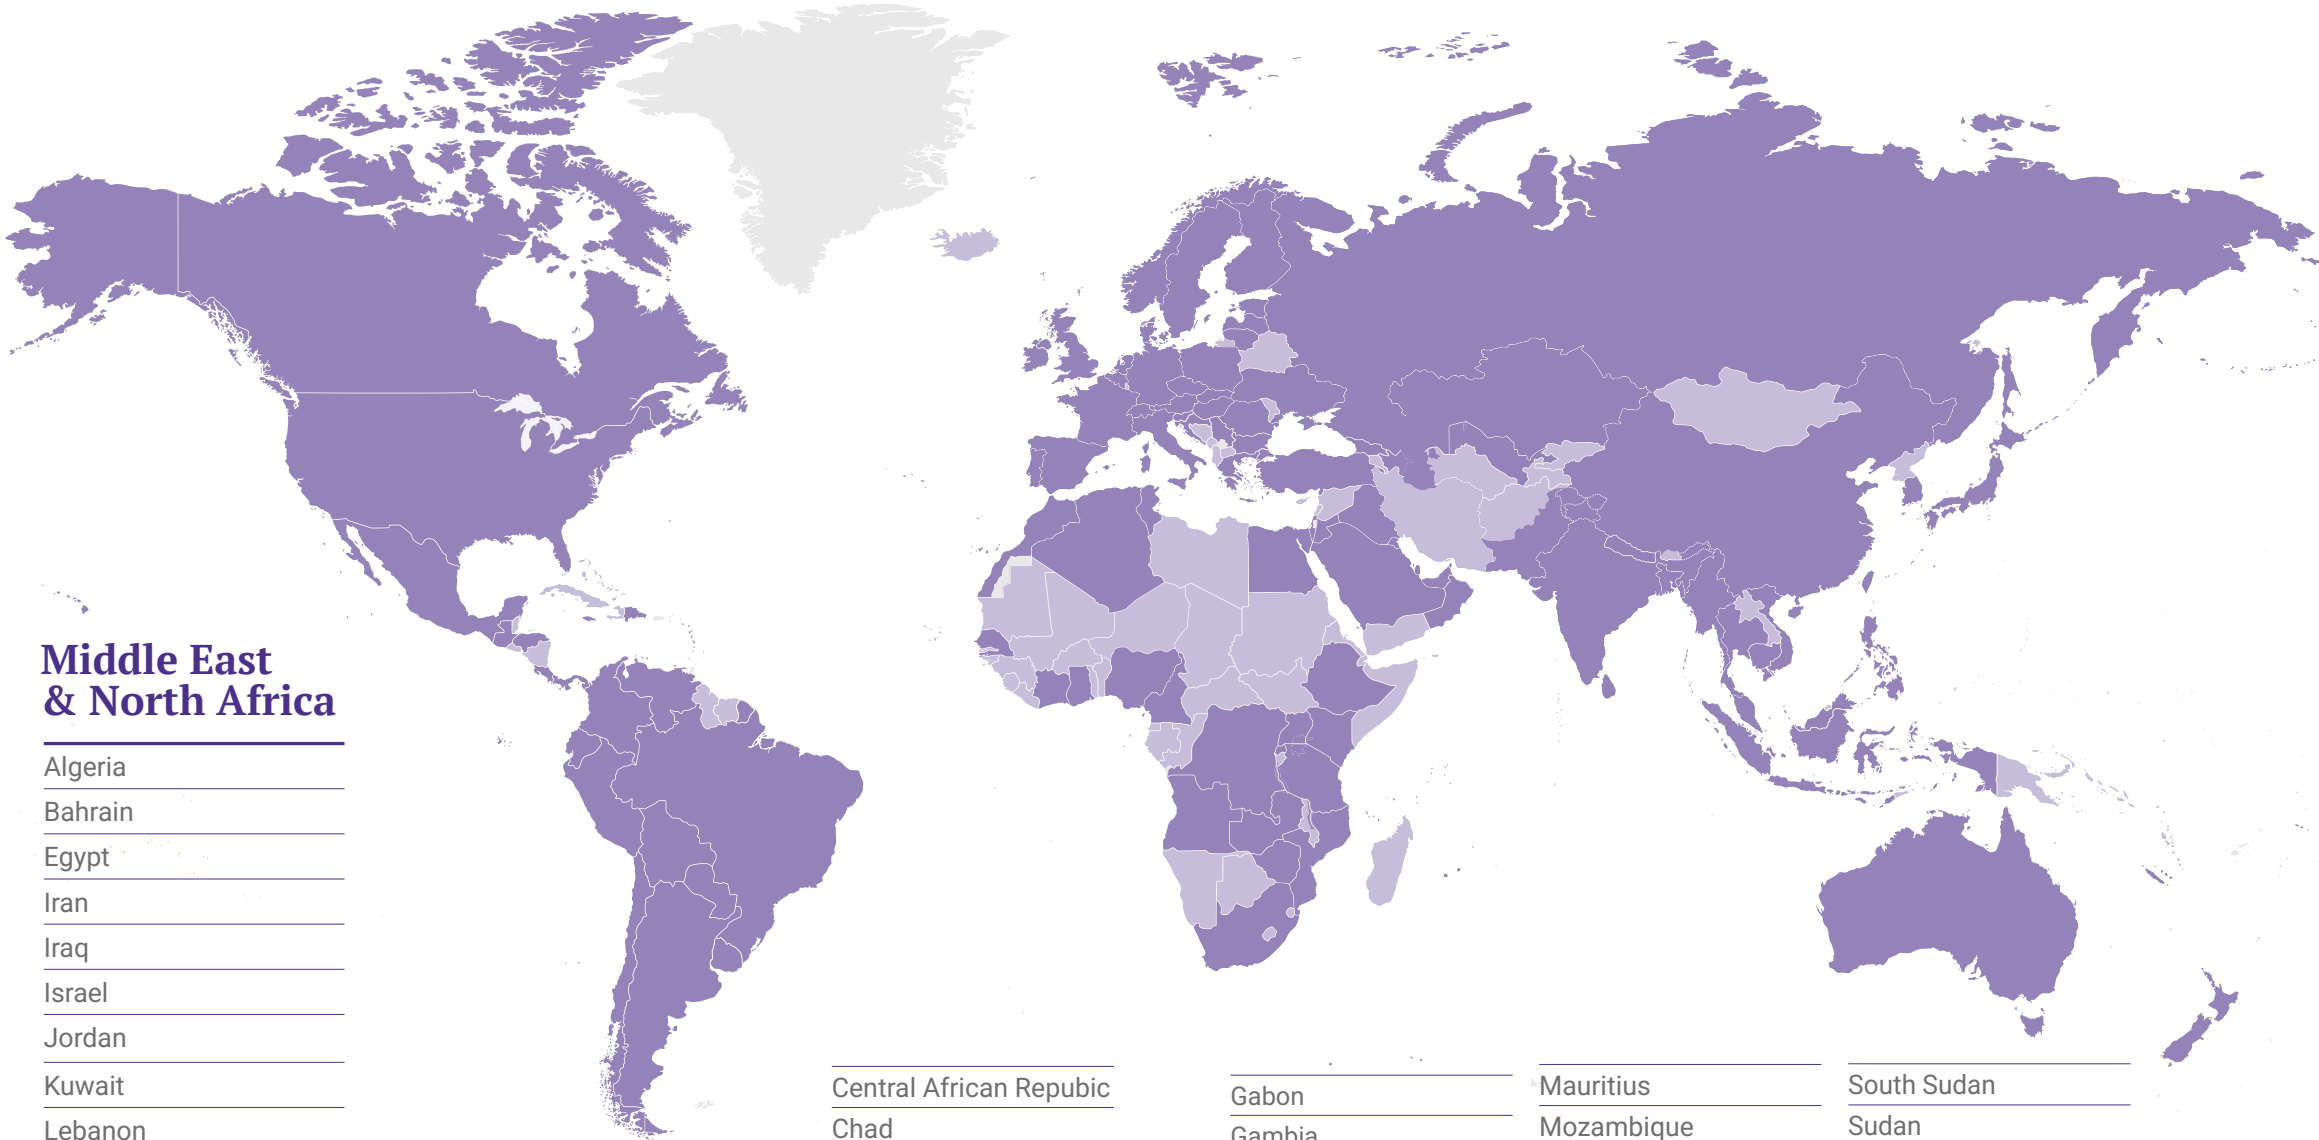 Middle East
& North Africa
Algeria
Bahrain
Egypt
Iran
Iraq
Israel
Jordan
Kuwait
Lebanon
Central African Repubic
Chad
Gabon
Gambia
Mauritius
Mozambique
South Sudan
Sudan